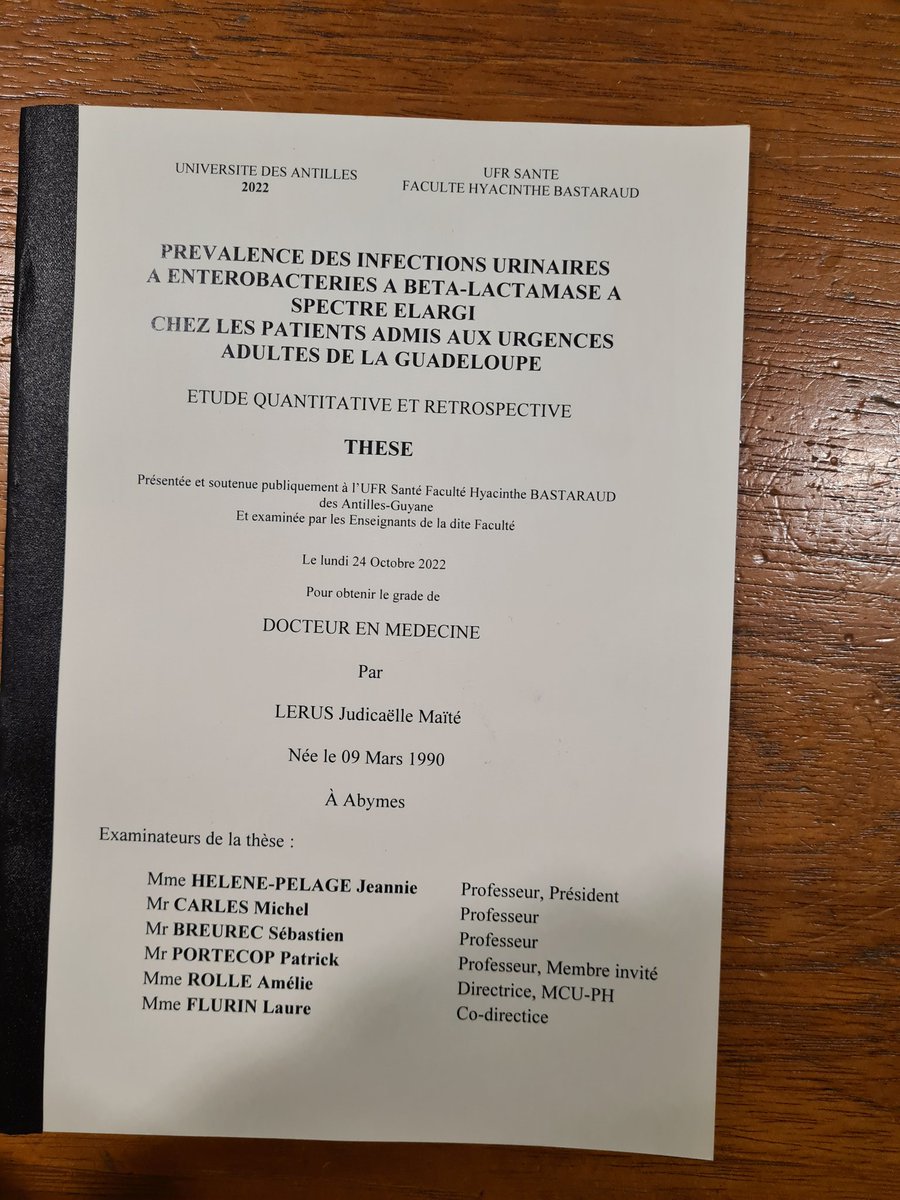 UNIVERSITE DES ANTILLES
2022
UFR SANTE
FACULTE HYACINTHE BASTARAUD
PREVALENCE DES INFECTIONS URINAIRES
A ENTEROBACTERIES A BETA-LACTAMASE A
SPECTRE ELARGI
CHEZ LES PATIENTS ADMIS AUX URGENCES
ADULTES DE LA GUADELOUPE
ETUDE QUANTITATIVE ET RETROSPECTIVE
THESE
Présentée et soutenue publiquement à l'UFR Santé Faculté Hyacinthe BASTARAUD
des Antilles-Guyane
Et examinée par les Enseignants de la dite Faculté
Le lundi 24 Octobre 2022
Pour obtenir le grade de
DOCTEUR EN MEDECINE
Par
LERUS Judicaëlle Maïté
Née le 09 Mars 1990
À Abymes
Examinateurs de la thèse :
Mme HELENE-PELAGE Jeannie Professeur, Président
Mr CARLES Michel Professeur
Mr BREUREC Sébastien Professeur
Mr PORTECOP Patrick Professeur, Membre invité
Mme ROLLE Amélie Directrice, MCU-PH
Mme FLURIN Laure Co-directice